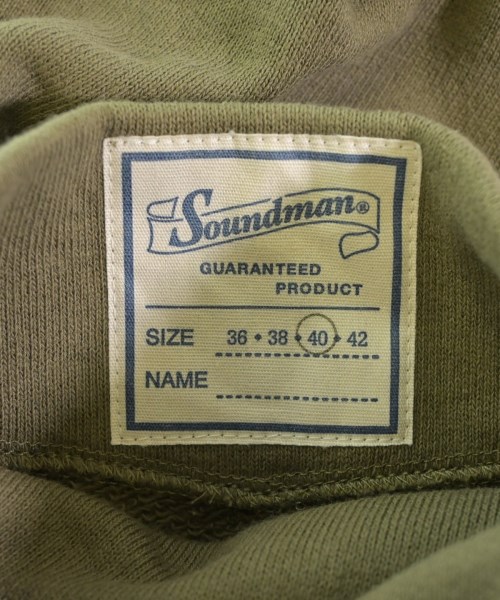 Soundman®
GUARANTEED
PRODUCT
SIZE 36 • 38 • 40 • 42
NAME